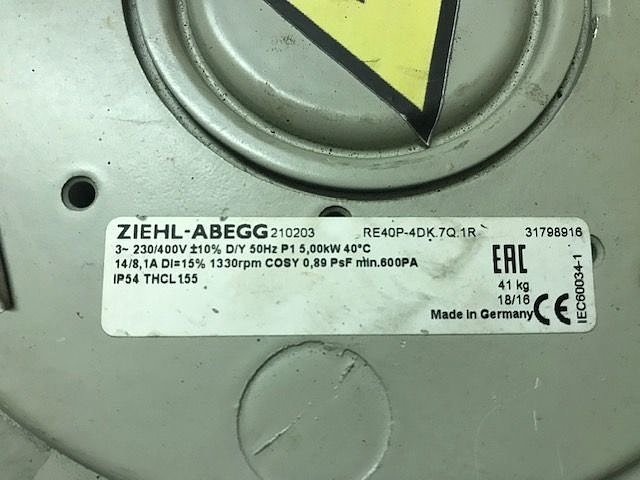 ZIEHL-ABEGG 210203 RE40P-4DK.7Q.1R 31798916
3~ 230/400V ±10% D/Y 50Hz P1 5,00kW 40°C
14/8,1A DI=15% 1330rpm COSY 0,89 PsF min.600PA
IP54 THCL155
EAC
41 kg
18/16
Made in Germany CE
IEC60034-1